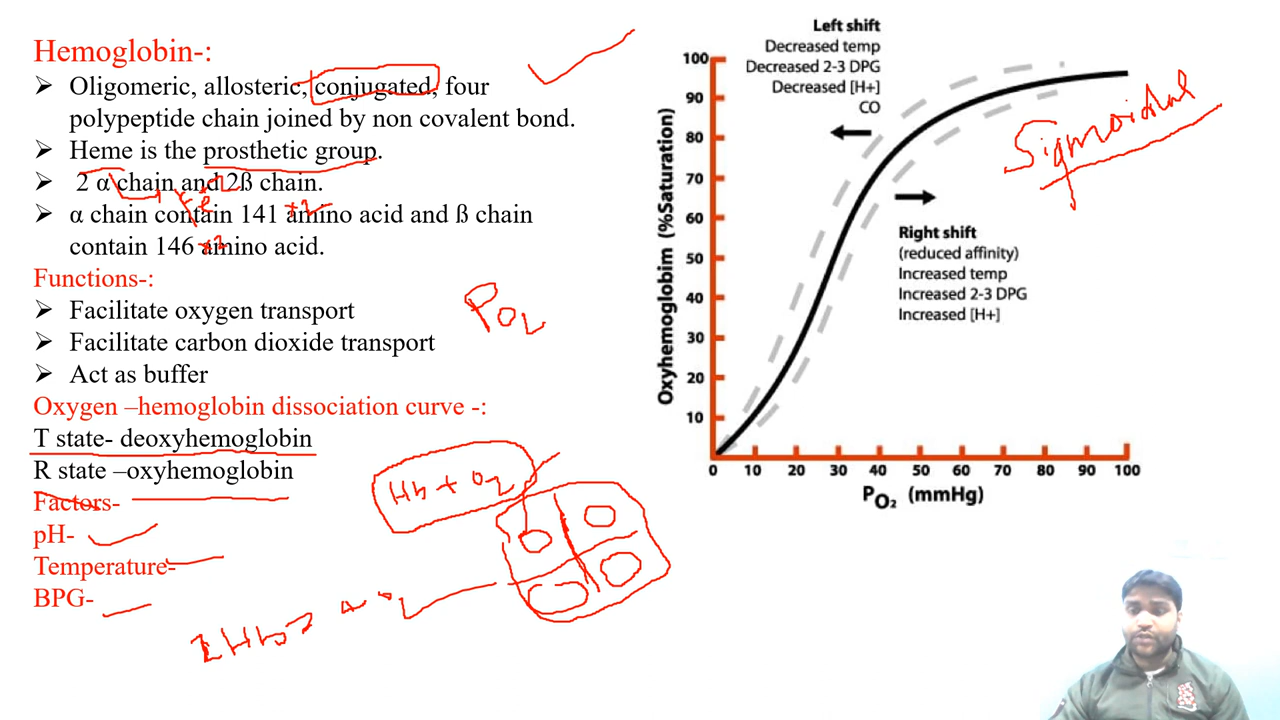 Hemoglobin-:
➢ Oligomeric, allosteric, conjugated, four
polypeptide chain joined by non covalent bond.
➢ Heme is the prosthetic group.
➢ 2 α chain and 2ß chain.
Fe
➢ α chain contain 141 amino acid and ß chain
×2
contain 146 amino acid.
×2
Functions-:
➢ Facilitate oxygen transport
➢ Facilitate carbon dioxide transport
➢ Act as buffer
PO2
Oxygen –hemoglobin dissociation curve -:
T state- deoxyhemoglobin
R state –oxyhemoglobin
Hb + O2
Factors-
pH-
Temperature-
BPG-
Left shift
Decreased temp
Decreased 2-3 DPG
Decreased [H+]
CO
Sigmoidal
Right shift
(reduced affinity)
Increased temp
Increased 2-3 DPG
Increased [H+]
Oxyhemoglobim (%Saturation)
100
90
80
70
60
50
40
30
20
10
0 10 20 30 40 50 60 70 80 90 100
PO₂ (mmHg)